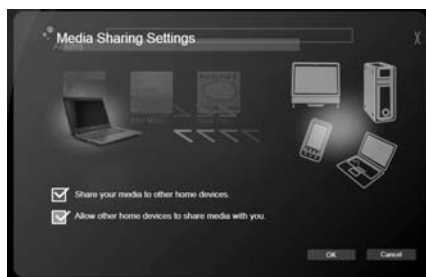 Media Sharing Settings
X
Share your media to other home devices.
Allow other home devices to share media with you.
OK
Cancel